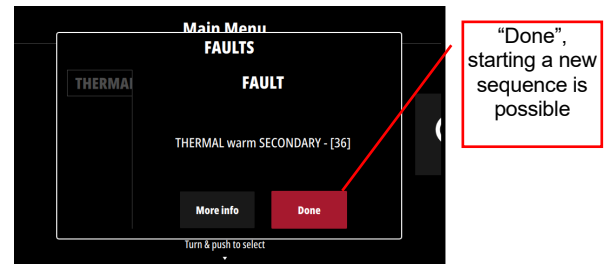 Main Menu
FAULTS
THERMAL
FAULT
THERMAL warm SECONDARY - [36]
More info
Done
Turn & push to select
“Done”,
starting a new
sequence is
possible